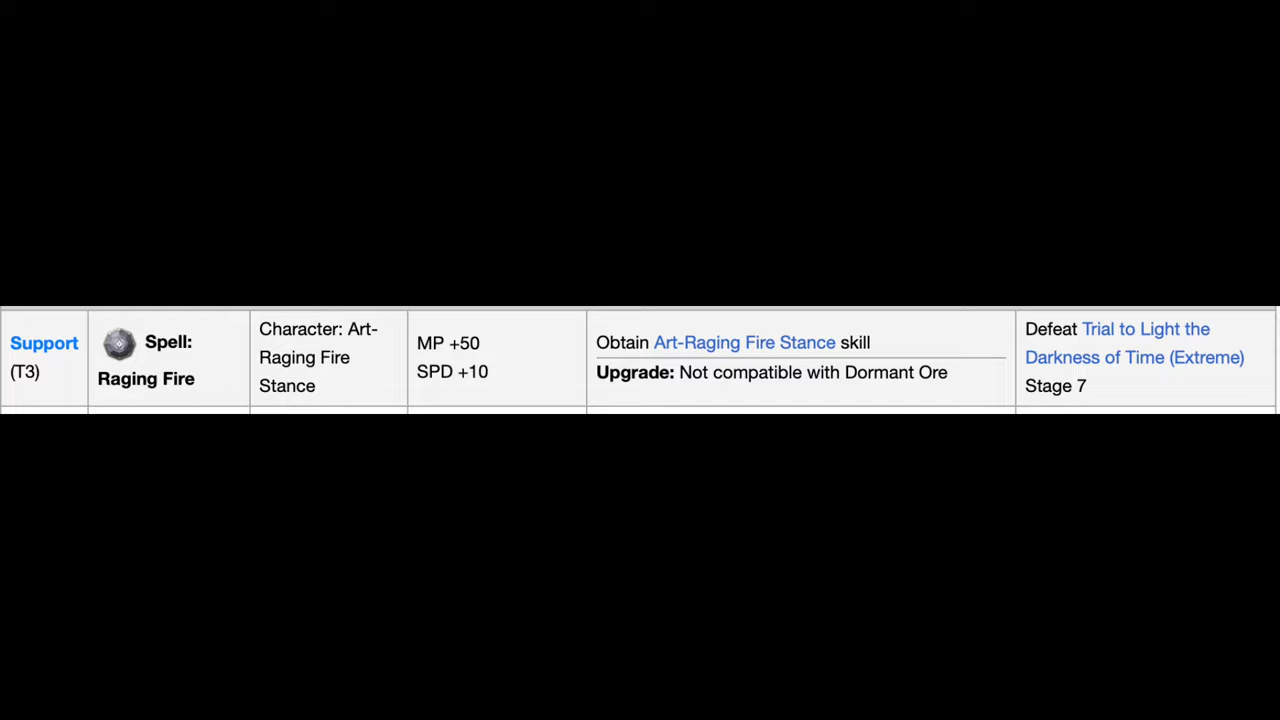 Support
(T3)
Spell:
Raging Fire
Character: Art-
Raging Fire
Stance
MP +50
SPD +10
Obtain Art-Raging Fire Stance skill
Upgrade: Not compatible with Dormant Ore
Defeat Trial to Light the
Darkness of Time (Extreme)
Stage 7